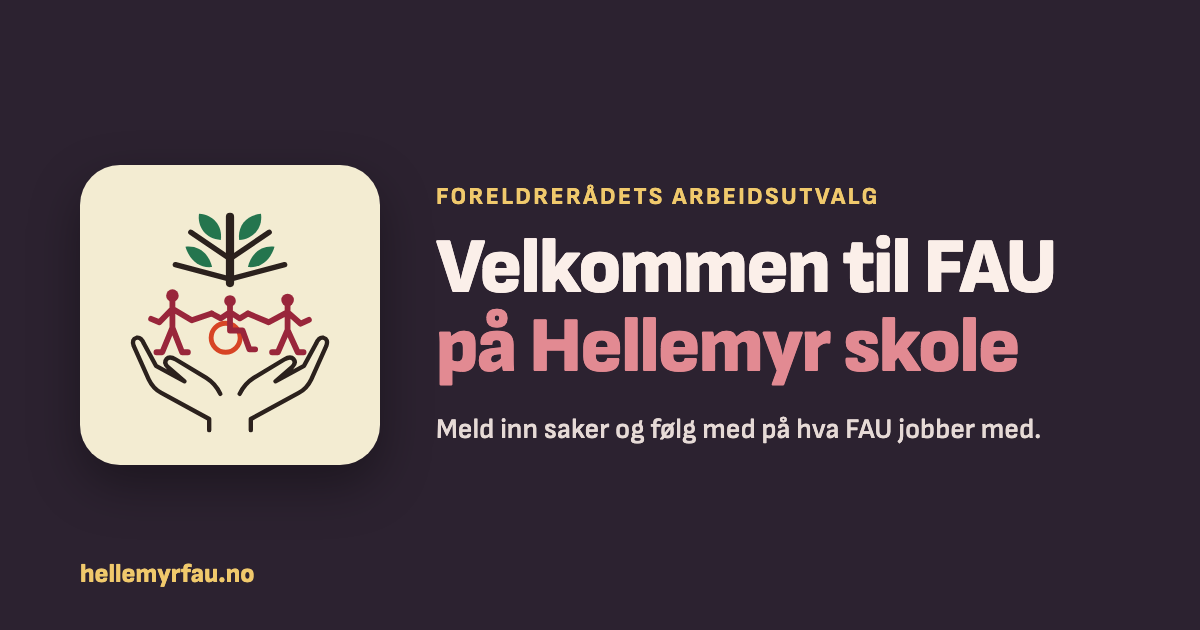 FORELDRERÅDETS ARBEIDSUTVALG
Velkommen til FAU
på Hellemyr skole
Meld inn saker og følg med på hva FAU jobber med.
hellemyrfau.no